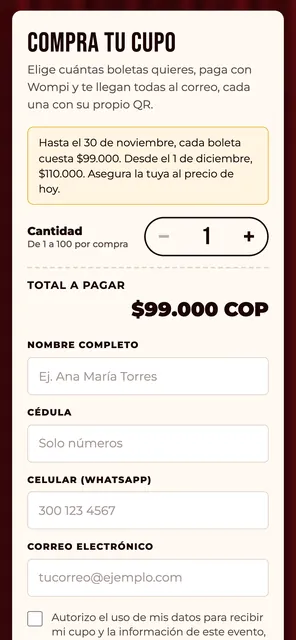 COMPRA TU CUPO
Elige cuántas boletas quieres, paga con
Wompi y te llegan todas al correo, cada
una con su propio QR.
Hasta el 30 de noviembre, cada boleta
cuesta $99.000. Desde el 1 de diciembre,
$110.000. Asegura la tuya al precio de
hoy.
Cantidad
De 1 a 100 por compra
− 1 +
TOTAL A PAGAR
$99.000 COP
NOMBRE COMPLETO
Ej. Ana María Torres
CÉDULA
Solo números
CELULAR (WHATSAPP)
300 123 4567
CORREO ELECTRÓNICO
tucorreo@ejemplo.com
Autorizo el uso de mis datos para recibir
mi cupo y la información de este evento,